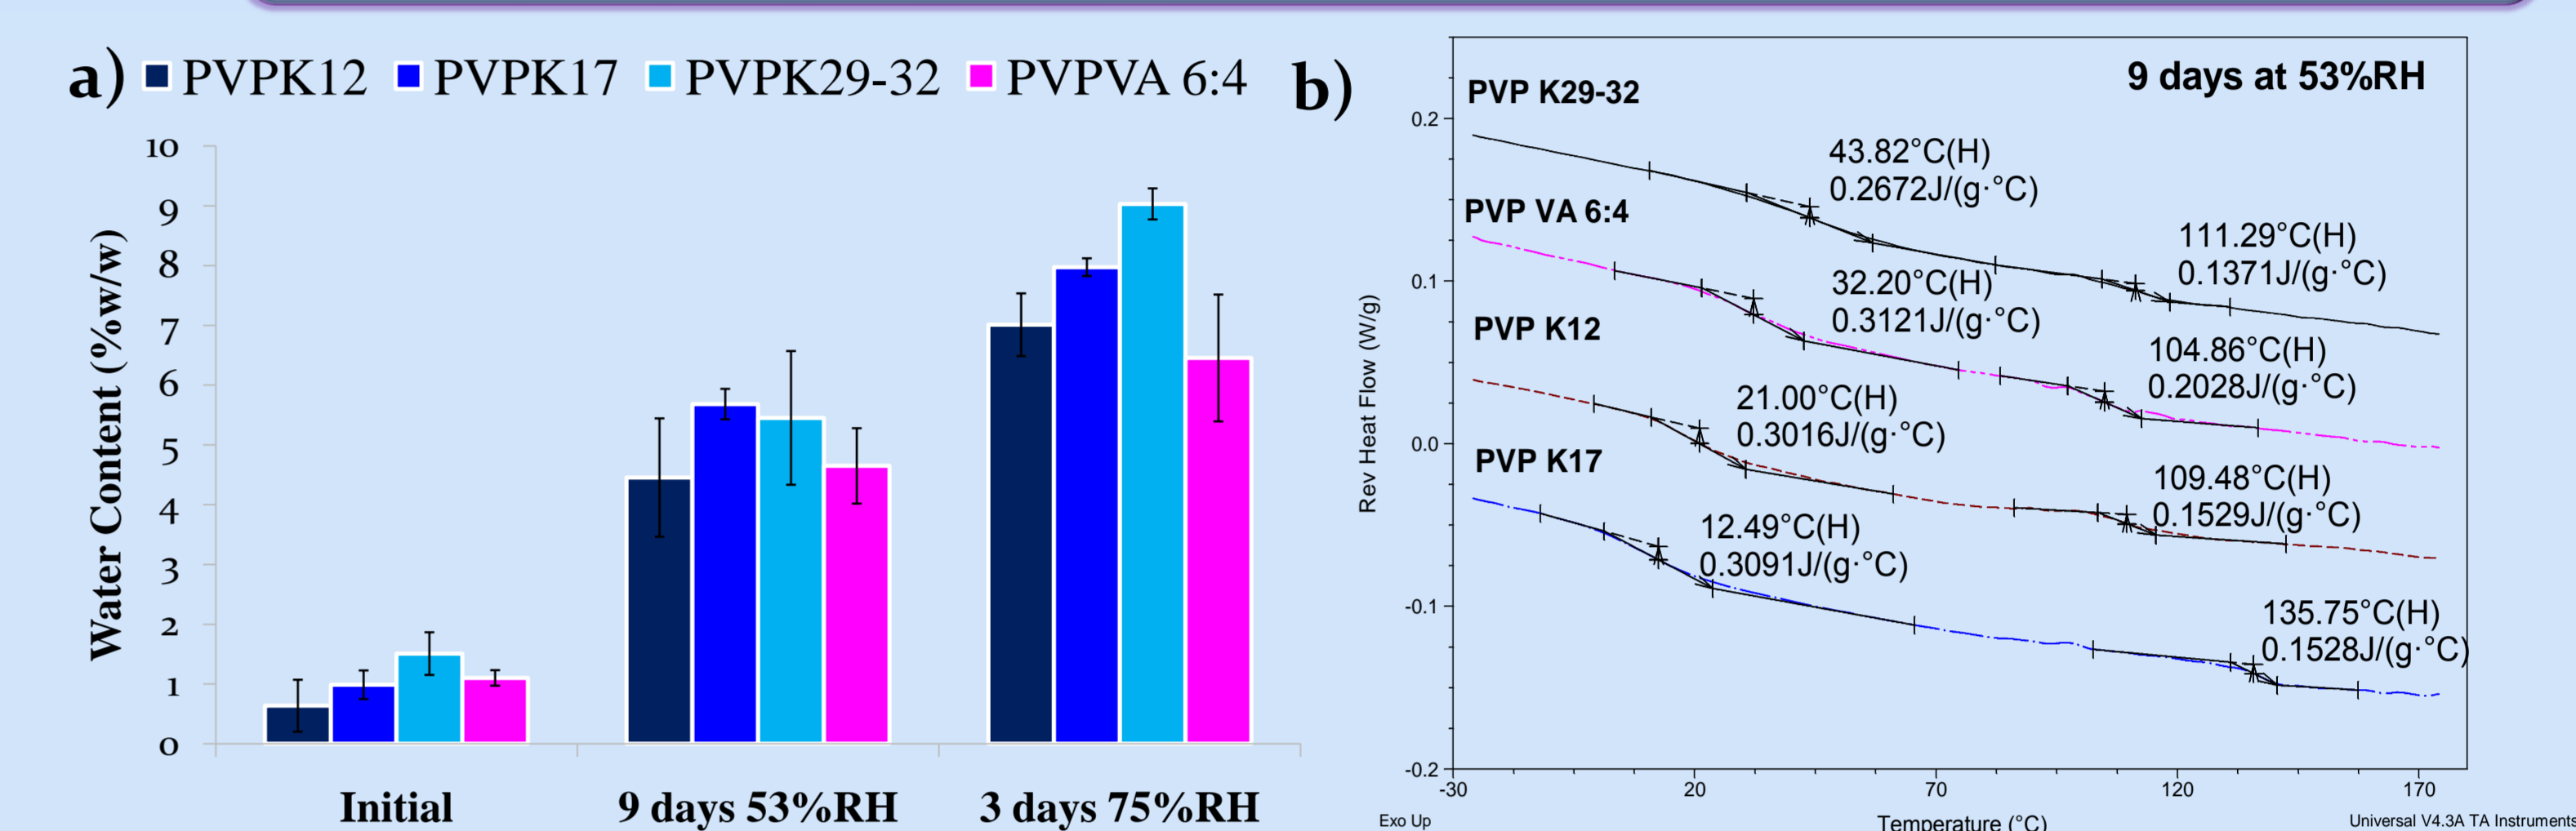 a) PVPK12 PVPK17 PVPK29-32 PVPVA 6:4
Water Content (%w/w)
10
9
8
7
6
5
4
3
2
1
0
Initial 9 days 53%RH 3 days 75%RH
b)
9 days at 53%RH
PVP K29-32
43.82°C(H)
0.2672J/(g·°C)
111.29°C(H)
0.1371J/(g·°C)
PVP VA 6:4
32.20°C(H)
0.3121J/(g·°C)
104.86°C(H)
0.2028J/(g·°C)
PVP K12
21.00°C(H)
0.3016J/(g·°C)
109.48°C(H)
0.1529J/(g·°C)
PVP K17
12.49°C(H)
0.3091J/(g·°C)
135.75°C(H)
0.1528J/(g·°C)
Rev Heat Flow (W/g)
0.2
0.1
0.0
-0.1
-0.2
-30 20 70 120 170
Exo Up
Temperature (°C)
Universal V4.3A TA Instruments